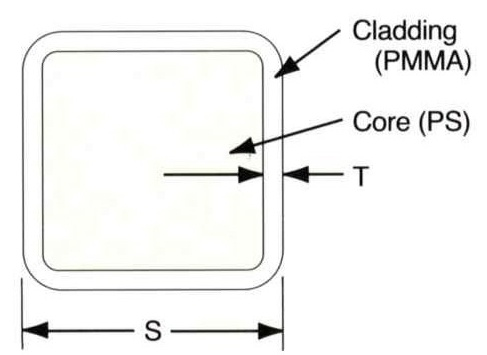 Cladding
(PMMA)
Core (PS)
T
S